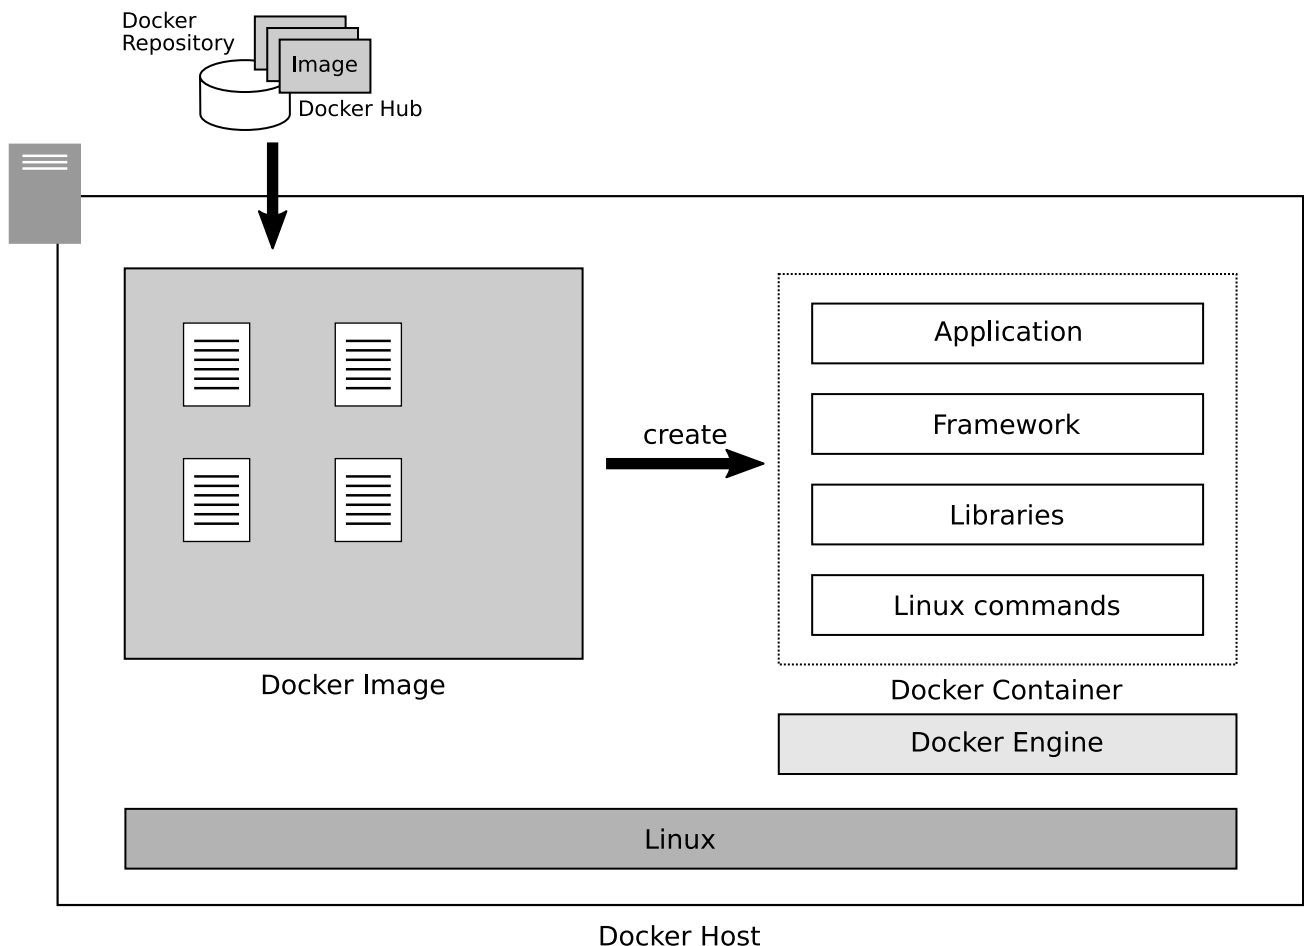 Docker
Repository
Image
Docker Hub
Application
Framework
create
Libraries
Linux commands
Docker Image
Docker Container
Docker Engine
Linux
Docker Host